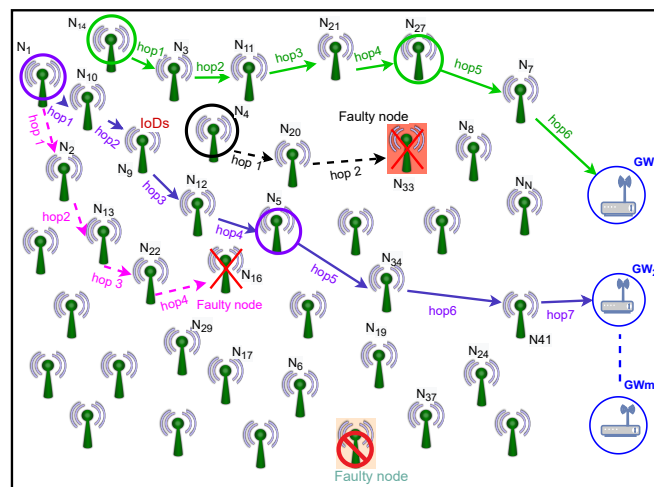 N14
N21
N27
N1
hop1
N3
N11
hop3
hop4
hop2
hop5
N7
N10
hop1
hop2
IoDs
N4
Faulty node
N8
hop6
hop 1
N20
N2
hop 1
hop 2
N33
GW
N9
hop3
N12
NN
N13
hop2
N5
hop4
N22
N34
GW
hop 3
N16
hop5
hop4
Faulty node
hop6
hop7
N29
N19
N41
N17
N6
N24
GWm
N37
Faulty node